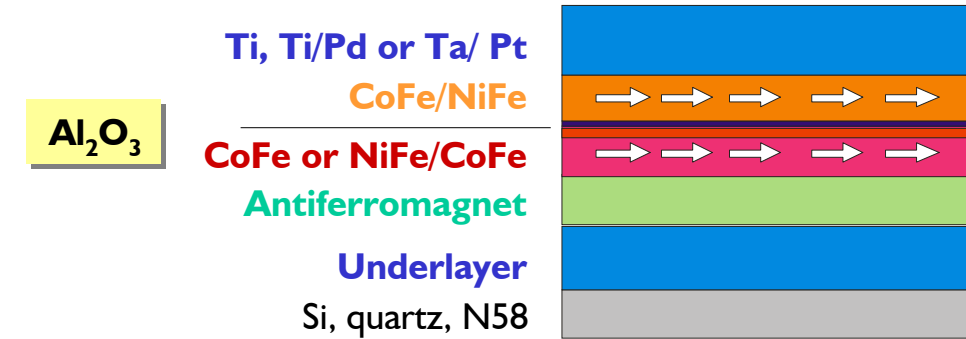 Ti, Ti/Pd or Ta/ Pt
CoFe/NiFe
Al₂O₃
CoFe or NiFe/CoFe
Antiferromagnet
Underlayer
Si, quartz, N58